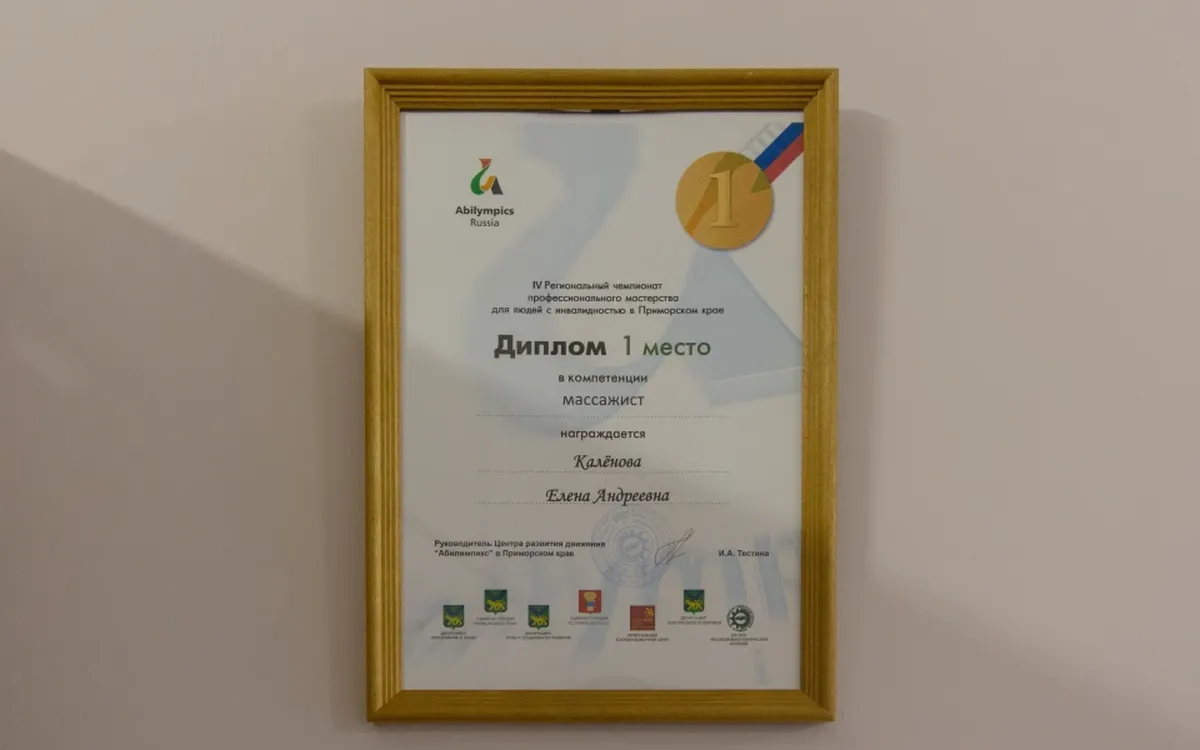 Abilympics
Russia
1
IV Региональный чемпионат
профессионального мастерства
для людей с инвалидностью в Приморском крае
Диплом 1 место
в компетенции
массажист
награждается
Калёнова
Елена Андреевна
Руководитель Центра развития движения
"Абилимпикс" в Приморском крае
И.А. Тестина